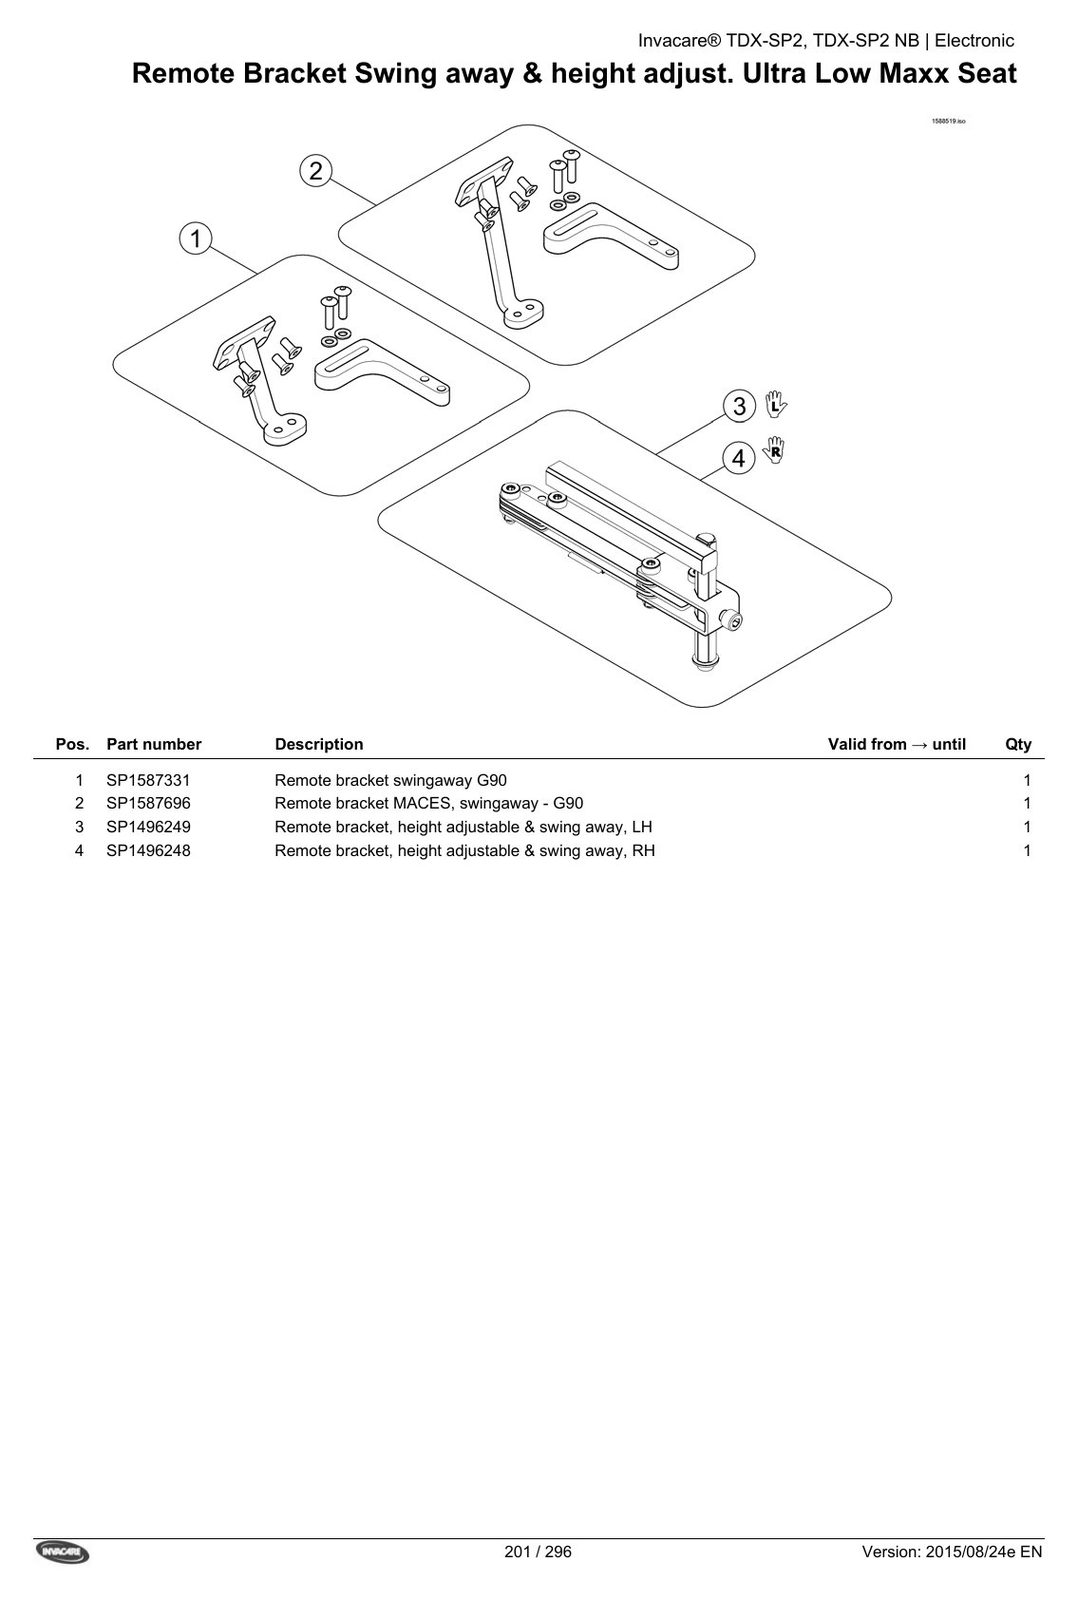 Invacare® TDX-SP2, TDX-SP2 NB | Electronic
Remote Bracket Swing away & height adjust. Ultra Low Maxx Seat
1588519.iso
2
1
3 L
4 R
Pos. Part number Description Valid from → until Qty
1 SP1587331 Remote bracket swingaway G90 1
2 SP1587696 Remote bracket MACES, swingaway - G90 1
3 SP1496249 Remote bracket, height adjustable & swing away, LH 1
4 SP1496248 Remote bracket, height adjustable & swing away, RH 1
INVACARE 201 / 296 Version: 2015/08/24e EN